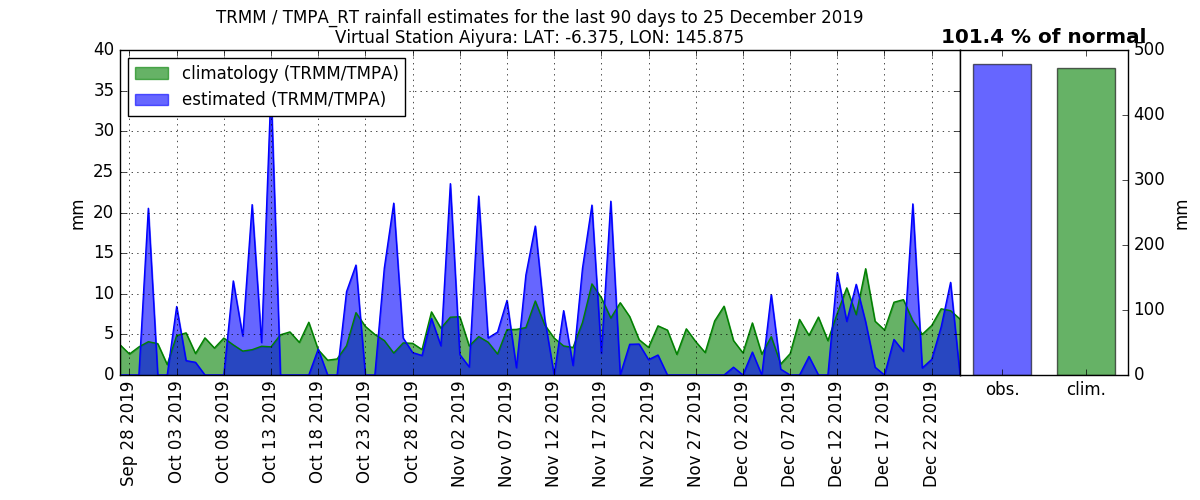 TRMM / TMPA_RT rainfall estimates for the last 90 days to 25 December 2019
Virtual Station Aiyura: LAT: -6.375, LON: 145.875
101.4 % of normal
climatology (TRMM/TMPA)
estimated (TRMM/TMPA)
40
35
30
25
20
15
10
5
0
mm
Sep 28 2019
Oct 03 2019
Oct 08 2019
Oct 13 2019
Oct 18 2019
Oct 23 2019
Oct 28 2019
Nov 02 2019
Nov 07 2019
Nov 12 2019
Nov 17 2019
Nov 22 2019
Nov 27 2019
Dec 02 2019
Dec 07 2019
Dec 12 2019
Dec 17 2019
Dec 22 2019
500
400
300
200
100
0
mm
obs.
clim.